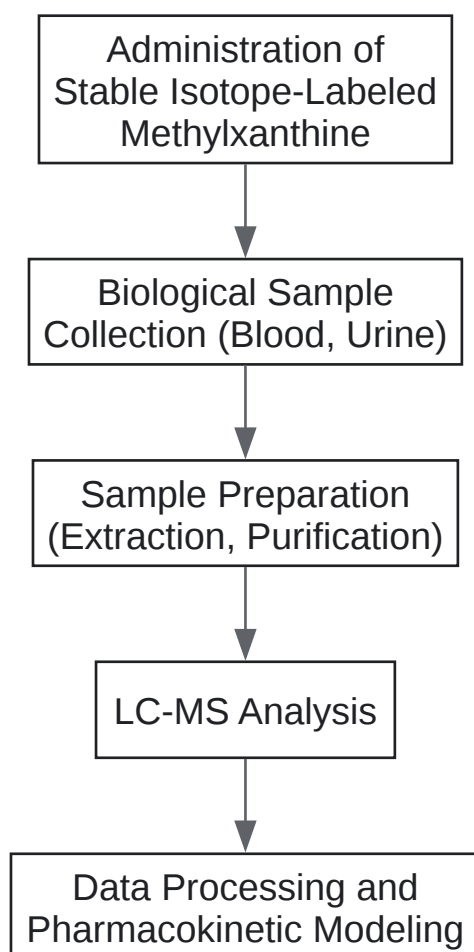 Administration of
Stable Isotope-Labeled
Methylxanthine
Biological Sample
Collection (Blood, Urine)
Sample Preparation
(Extraction, Purification)
LC-MS Analysis
Data Processing and
Pharmacokinetic Modeling